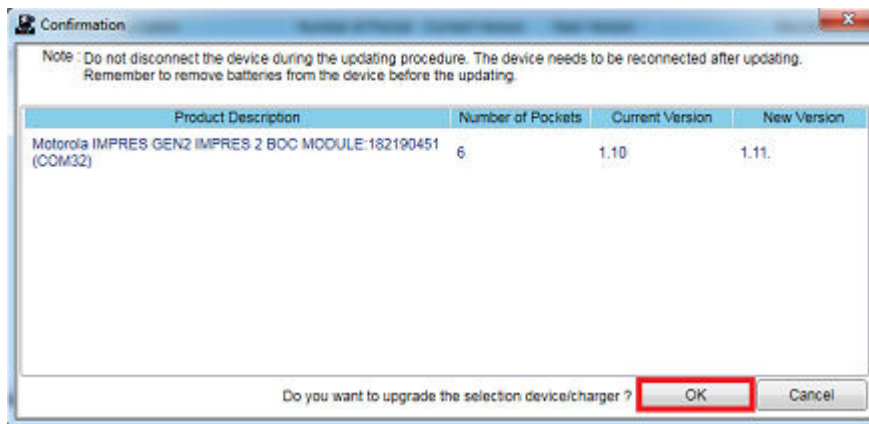 Confirmation
Note : Do not disconnect the device during the updating procedure. The device needs to be reconnected after updating.
Remember to remove batteries from the device before the updating.
Product Description Number of Pockets Current Version New Version
Motorola IMPRES GEN2 IMPRES 2 BOC MODULE:182190451 6 1.10 1.11.
(COM32)
Do you want to upgrade the selection device/charger ? OK Cancel